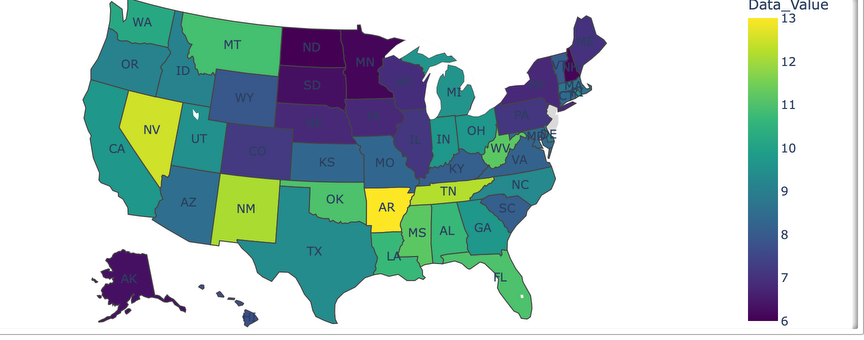 Data_Value
13
12
11
10
9
8
7
6
WA
MT
ND
MN
OR
ID
SD
WY
MI
NV
UT
CO
CA
KS
MO
IL
IN
OH
PA
WV
KY
VA
AZ
NM
OK
AR
TN
NC
SC
MS
AL
GA
TX
LA
FL
AK